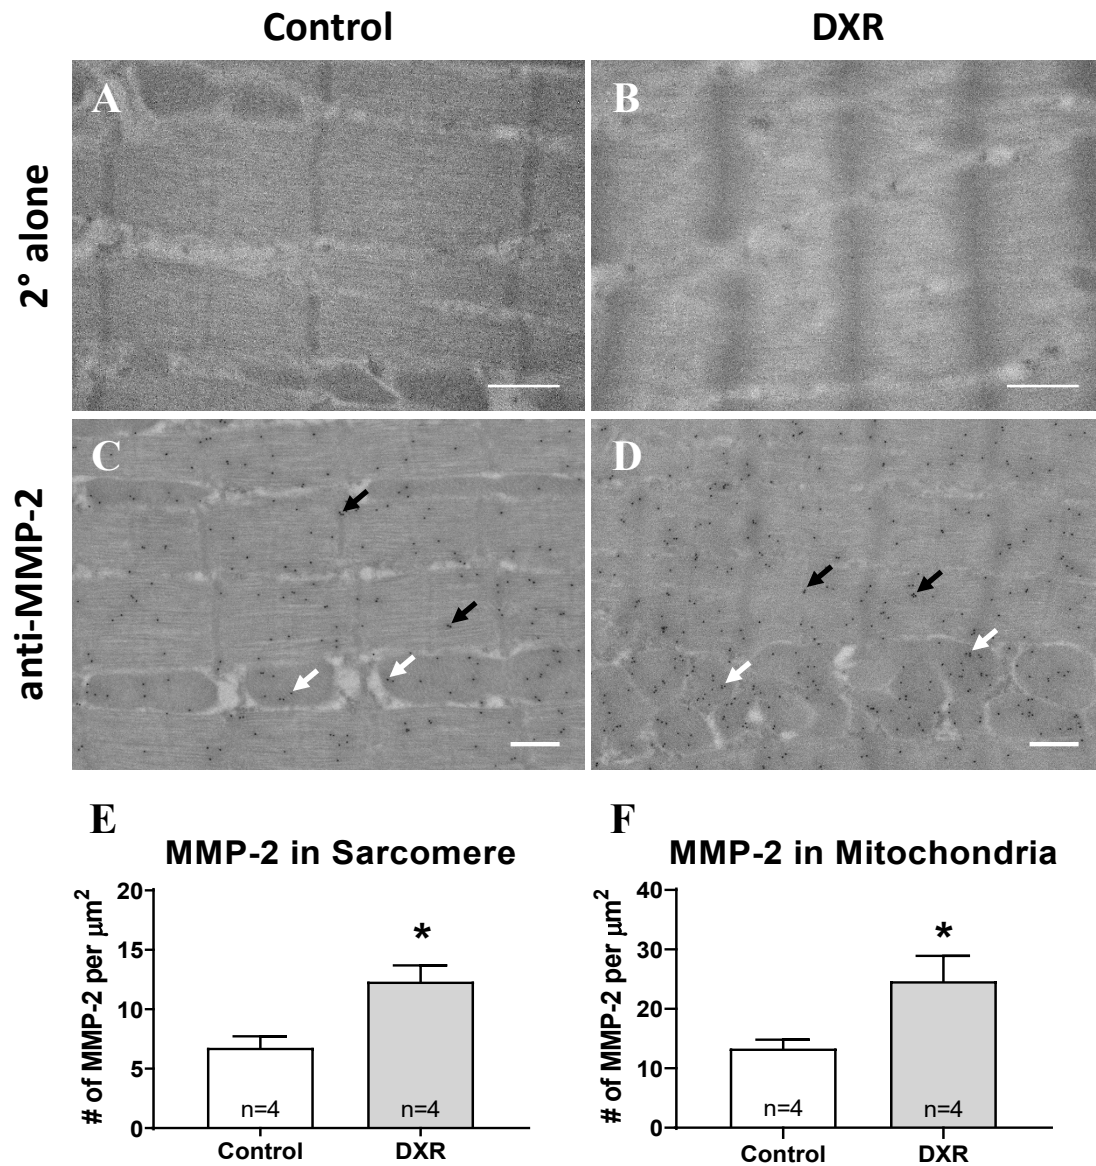 Control
DXR
2° alone
A
B
anti-MMP-2
C
D
E
MMP-2 in Sarcomere
# of MMP-2 per μm²
20
15
10
5
0
*
n=4
n=4
Control
DXR
F
MMP-2 in Mitochondria
# of MMP-2 per μm²
40
30
20
10
0
*
n=4
n=4
Control
DXR